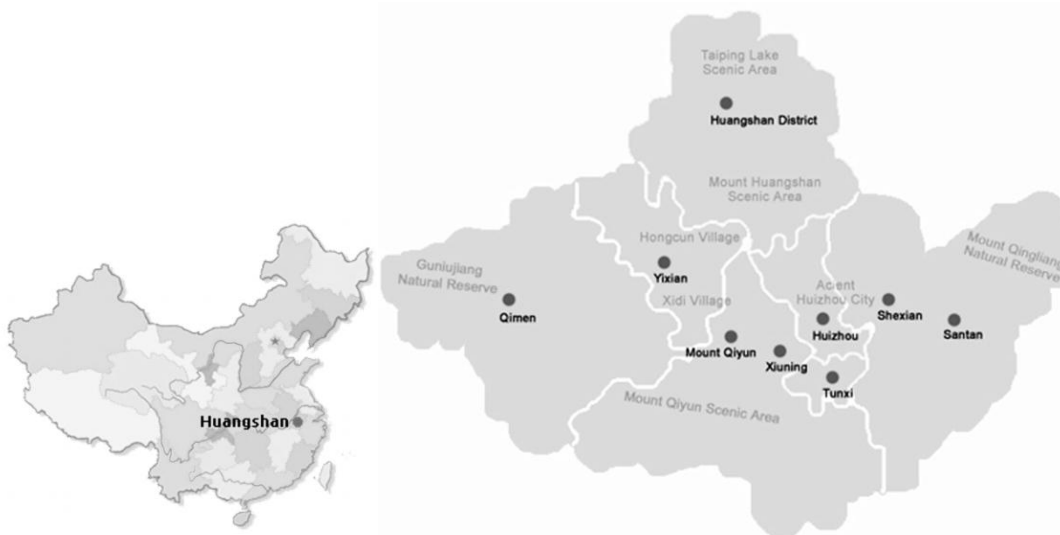 Huangshan
Taiping Lake
Scenic Area
Huangshan District
Mount Huangshan
Scenic Area
Hongcun Village
Yixian
Xidi Village
Guniujiang
Natural Reserve
Qimen
Mount Qingliang
Natural Reserve
Acient
Huizhou City
Huizhou
Shexian
Santan
Mount Qiyun
Xiuning
Tunxi
Mount Qiyun Scenic Area